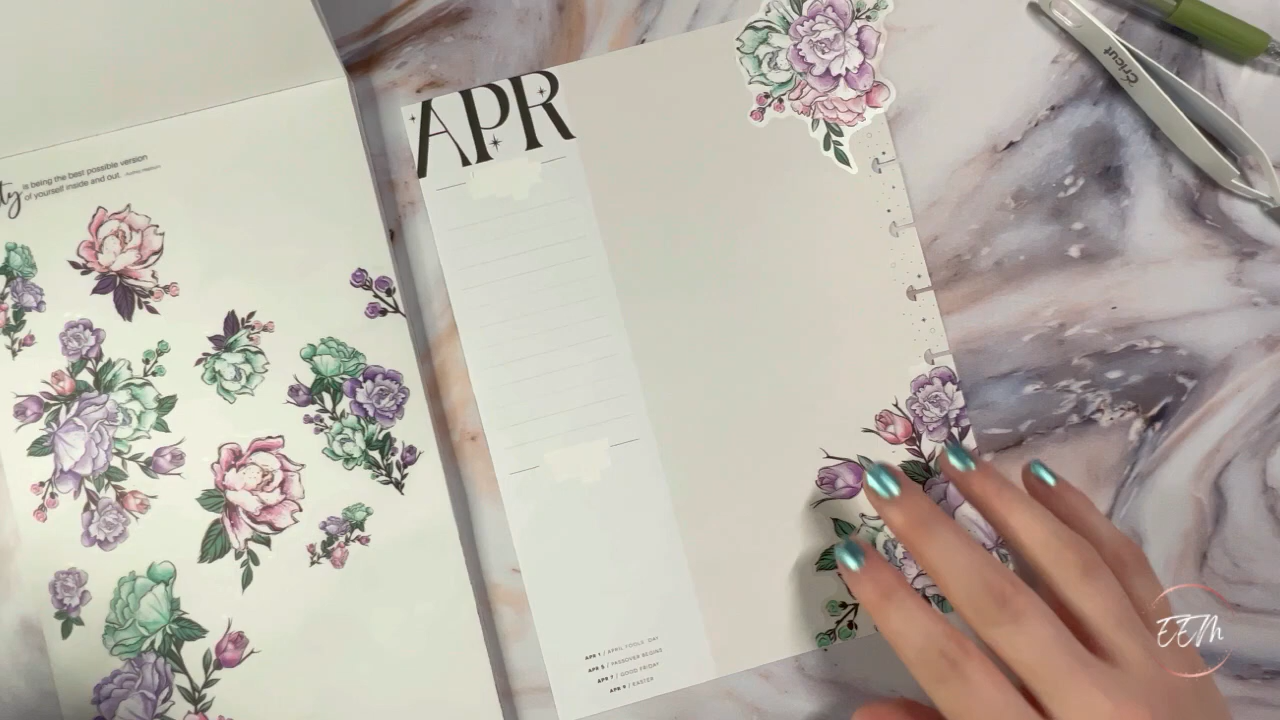 APR
ty is being the best possible version
of yourself inside and out.
APR 1 / APRIL FOOLS' DAY
APR 5 / PASSOVER BEGINS
APR 7 / GOOD FRIDAY
APR 9 / EASTER
Cricut
EEM